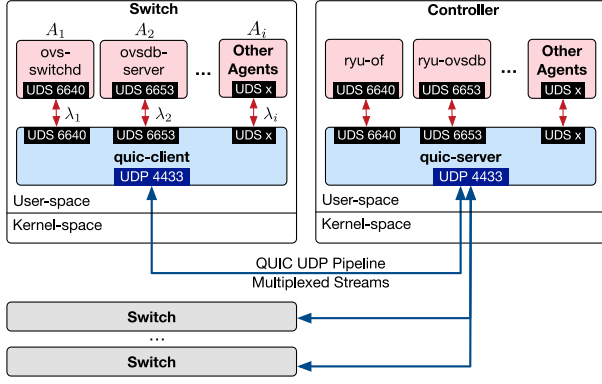 Switch
Controller
A1
A2
Ai
ovs-
switchd
ovsdb-
server
...
Other
Agents
ryu-of
ryu-ovsdb
...
Other
Agents
UDS 6640
UDS 6653
UDS x
UDS 6640
UDS 6653
UDS x
λ1
λ2
λi
UDS 6640
UDS 6653
UDS x
UDS 6640
UDS 6653
UDS x
quic-client
quic-server
UDP 4433
UDP 4433
User-space
User-space
Kernel-space
Kernel-space
QUIC UDP Pipeline
Multiplexed Streams
Switch
...
Switch